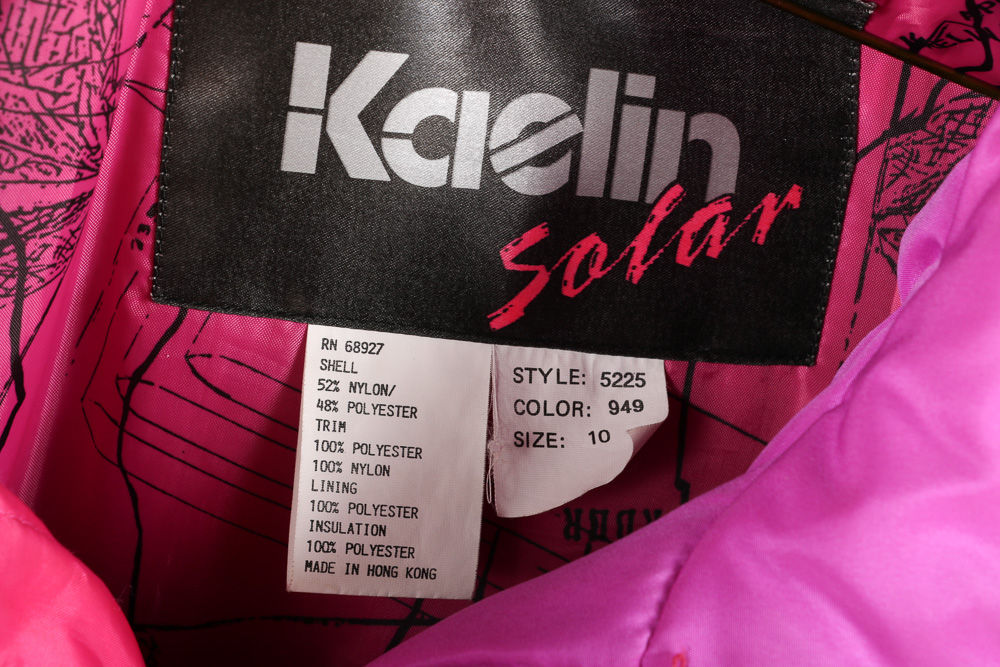 Kaelin
Solar
RN 68927
SHELL
52% NYLON/
48% POLYESTER
TRIM
100% POLYESTER
100% NYLON
LINING
100% POLYESTER
INSULATION
100% POLYESTER
MADE IN HONG KONG
STYLE: 5225
COLOR: 949
SIZE: 10